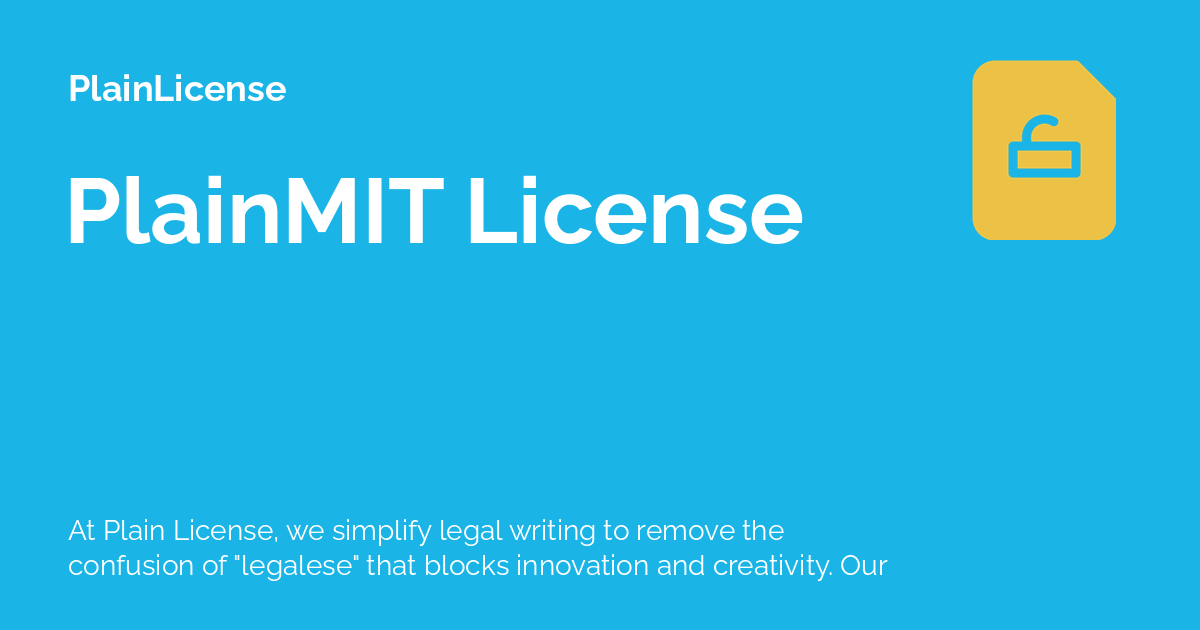 PlainLicense
PlainMIT License
At Plain License, we simplify legal writing to remove the
confusion of "legalese" that blocks innovation and creativity. Our